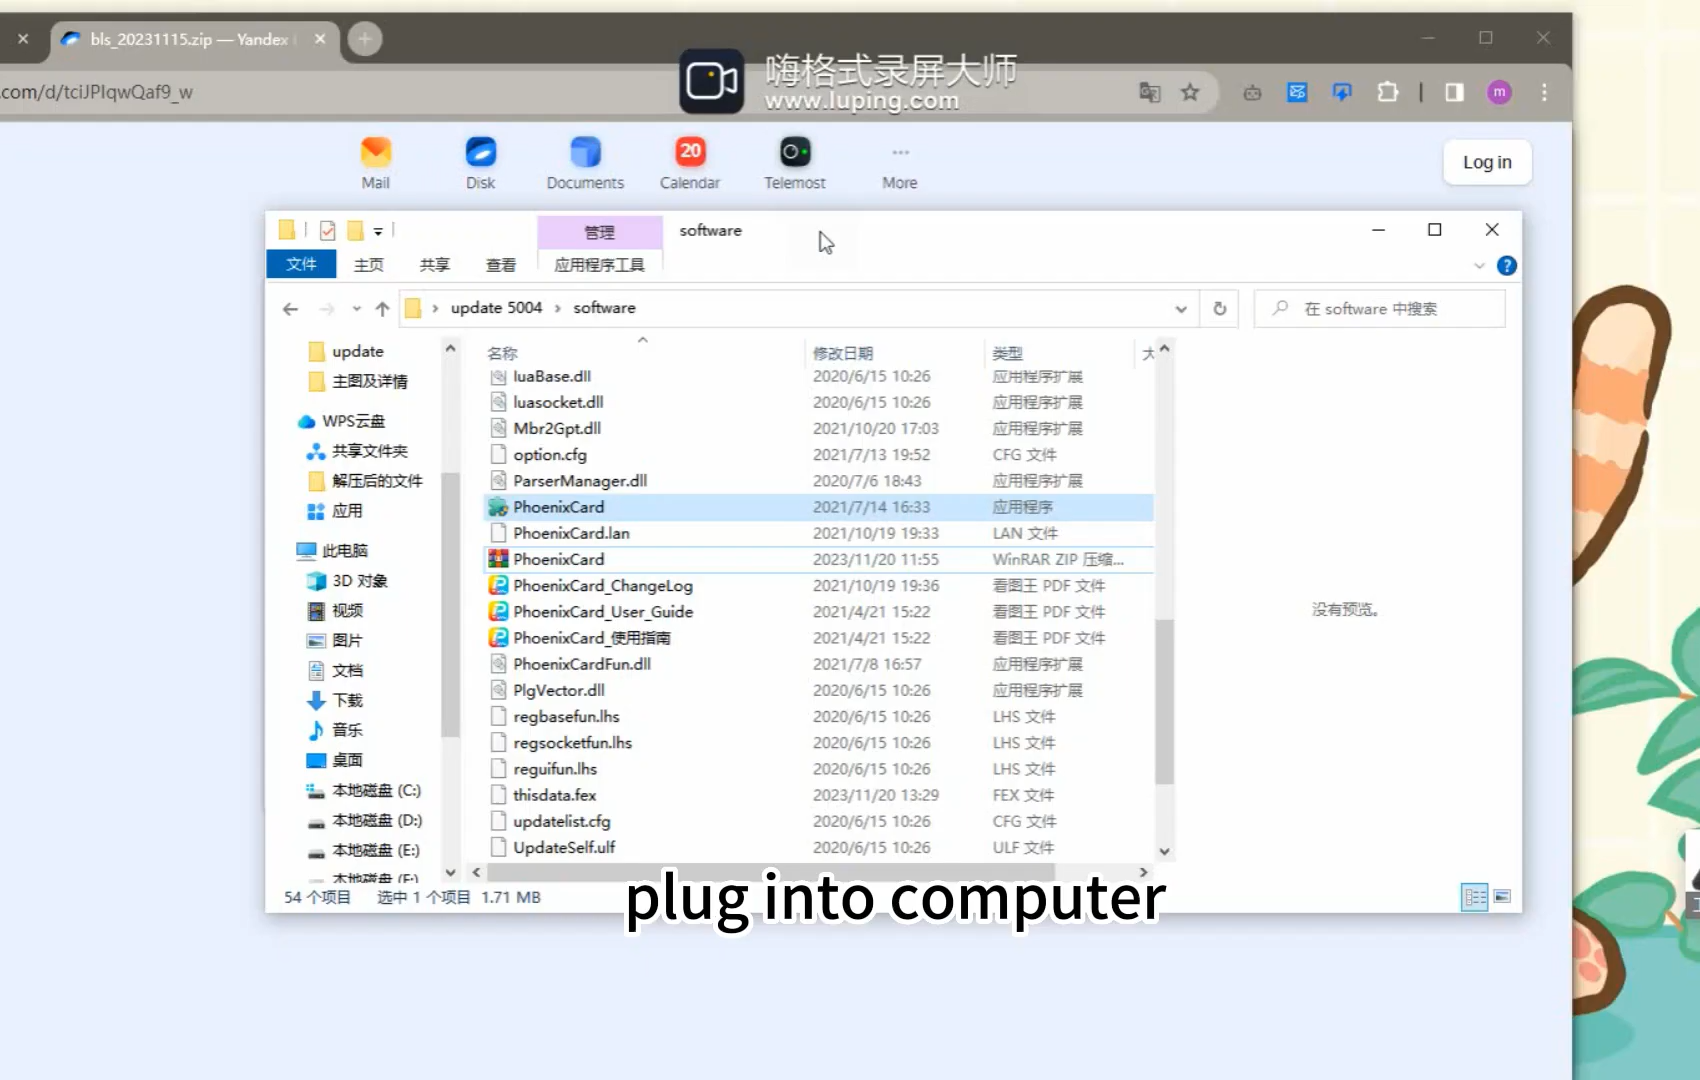 bls_20231115.zip — Yandex
com/d/tciJPIqwQaf9_w
嗨格式录屏大师
www.luping.com
m
20
Mail
Disk
Documents
Calendar
Telemost
More
Log in
管理
software
文件
主页
共享
查看
应用程序工具
update 5004 › software
在 software 中搜索
update
主图及详情
WPS云盘
共享文件夹
解压后的文件
应用
此电脑
3D 对象
视频
图片
文档
下载
音乐
桌面
本地磁盘 (C:)
本地磁盘 (D:)
本地磁盘 (E:)
本地磁盘 (F:)
名称 修改日期 类型 大
luaBase.dll 2020/6/15 10:26 应用程序扩展
luasocket.dll 2020/6/15 10:26 应用程序扩展
Mbr2Gpt.dll 2021/10/20 17:03 应用程序扩展
option.cfg 2021/7/13 19:52 CFG 文件
ParserManager.dll 2020/7/6 18:43 应用程序扩展
PhoenixCard 2021/7/14 16:33 应用程序
PhoenixCard.lan 2021/10/19 19:33 LAN 文件
PhoenixCard 2023/11/20 11:55 WinRAR ZIP 压缩...
PhoenixCard_ChangeLog 2021/10/19 19:36 看图王 PDF 文件
PhoenixCard_User_Guide 2021/4/21 15:22 看图王 PDF 文件
PhoenixCard_使用指南 2021/4/21 15:22 看图王 PDF 文件
PhoenixCardFun.dll 2021/7/8 16:57 应用程序扩展
PlgVector.dll 2020/6/15 10:26 应用程序扩展
regbasefun.lhs 2020/6/15 10:26 LHS 文件
regsocketfun.lhs 2020/6/15 10:26 LHS 文件
reguifun.lhs 2020/6/15 10:26 LHS 文件
thisdata.fex 2023/11/20 13:29 FEX 文件
updatelist.cfg 2020/6/15 10:26 CFG 文件
UpdateSelf.ulf 2020/6/15 10:26 ULF 文件
没有预览。
54 个项目 选中 1 个项目 1.71 MB
plug into computer